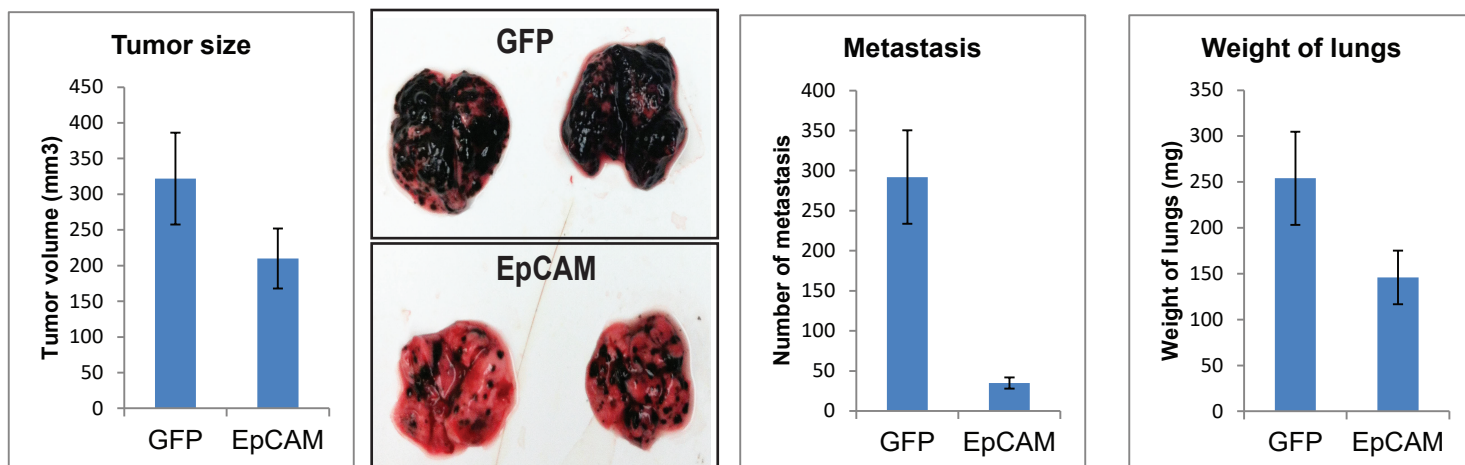 Tumor size
Tumor volume (mm3)
450
400
350
300
250
200
150
100
50
0
GFP EpCAM
GFP
EpCAM
Metastasis
Number of metastasis
400
350
300
250
200
150
100
50
0
GFP EpCAM
Weight of lungs
Weight of lungs (mg)
350
300
250
200
150
100
50
0
GFP EpCAM